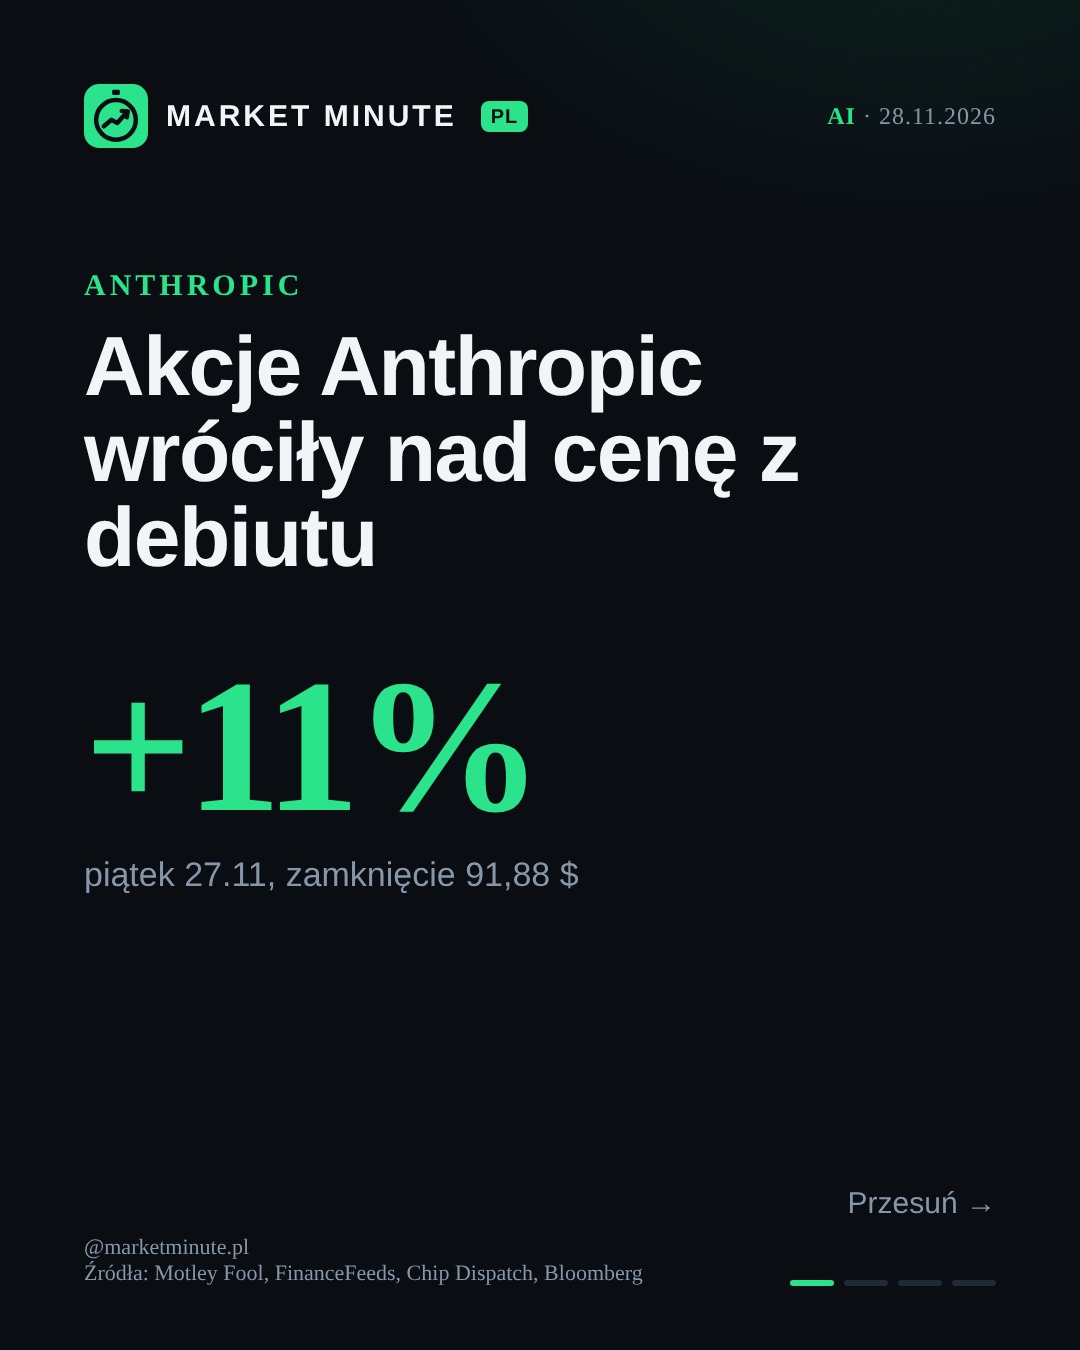 MARKET MINUTE PL
AI · 28.11.2026
ANTHROPIC
Akcje Anthropic
wróciły nad cenę z
debiutu
+11%
piątek 27.11, zamknięcie 91,88 $
Przesuń →
@marketminute.pl
Źródła: Motley Fool, FinanceFeeds, Chip Dispatch, Bloomberg